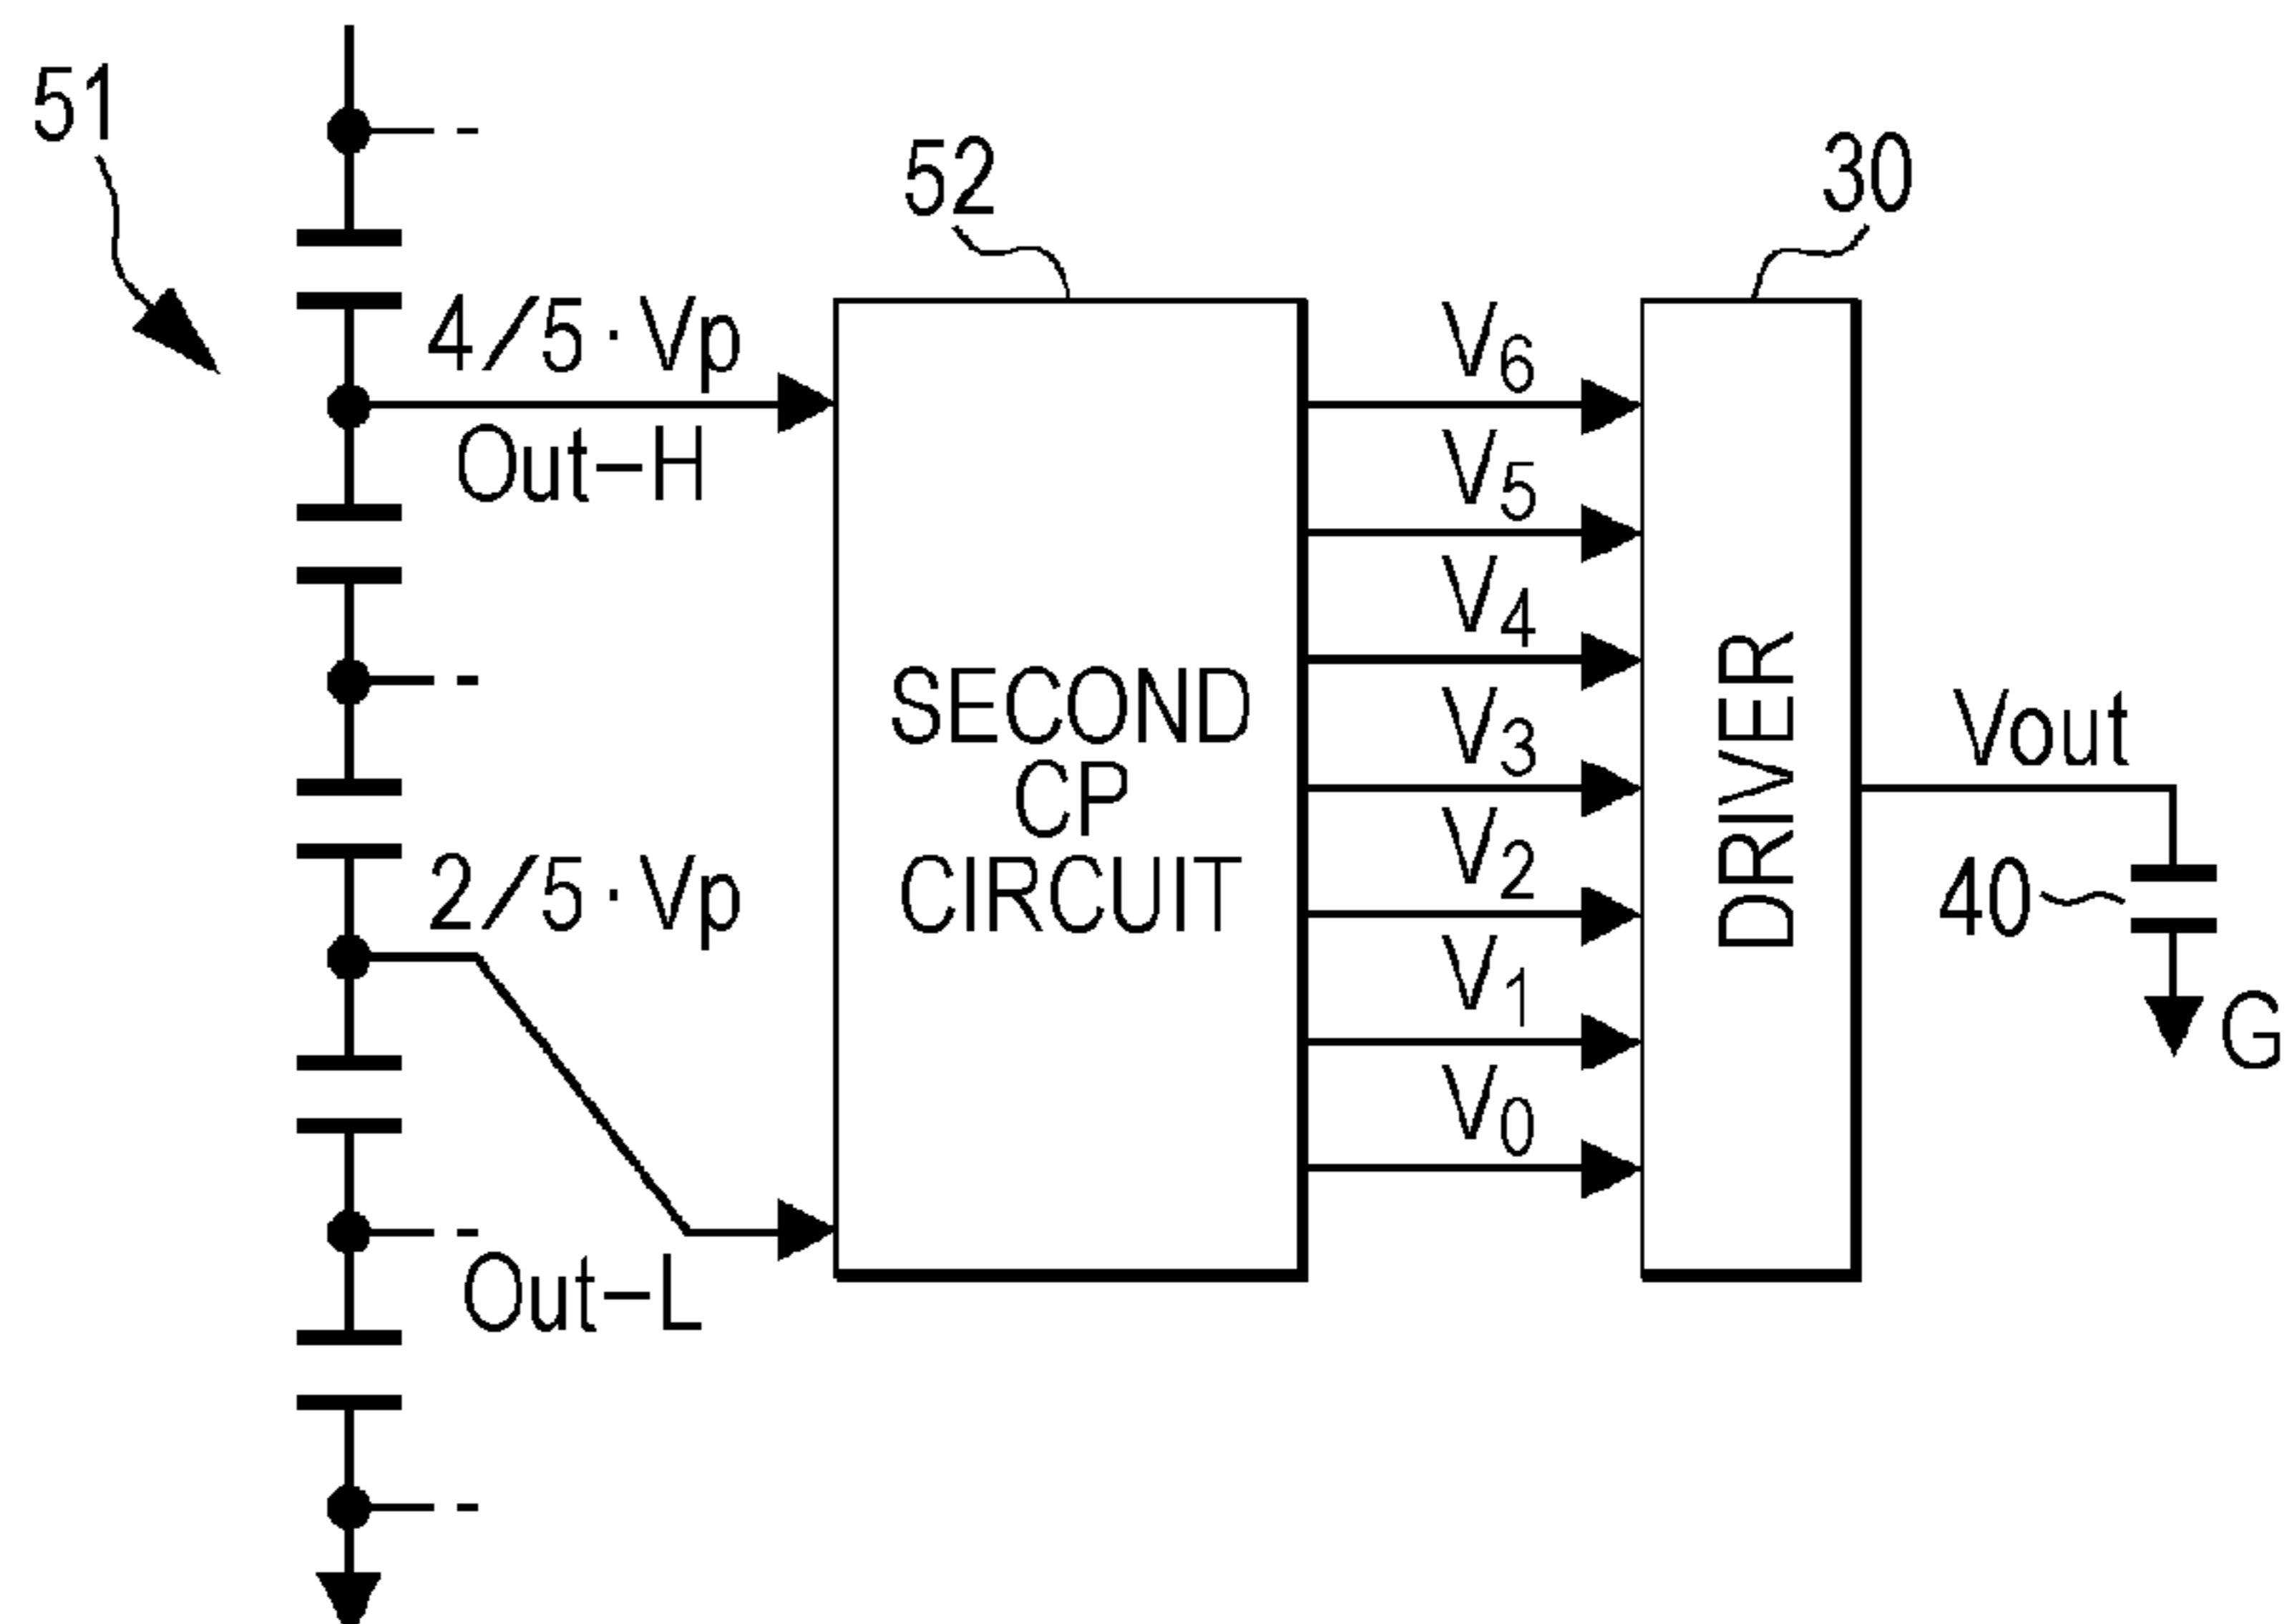 51
52
30
4/5·Vp
Out-H
2/5·Vp
Out-L
SECOND
CP
CIRCUIT
V6
V5
V4
V3
V2
V1
V0
DRIVER
Vout
40
G